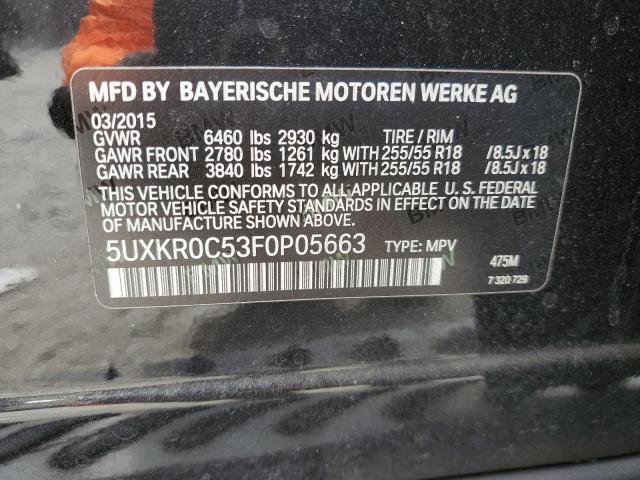 MFD BY BAYERISCHE MOTOREN WERKE AG
03/2015
GVWR 6460 lbs 2930 kg TIRE / RIM
GAWR FRONT 2780 lbs 1261 kg WITH 255/55 R18 /8.5J x 18
GAWR REAR 3840 lbs 1742 kg WITH 255/55 R18 /8.5J x 18
THIS VEHICLE CONFORMS TO ALL APPLICABLE U. S. FEDERAL
MOTOR VEHICLE SAFETY STANDARDS IN EFFECT ON THE DATE
OF MANUFACTURE SHOWN ABOVE.
5UXKR0C53F0P05663 TYPE: MPV
475M
7 320 729